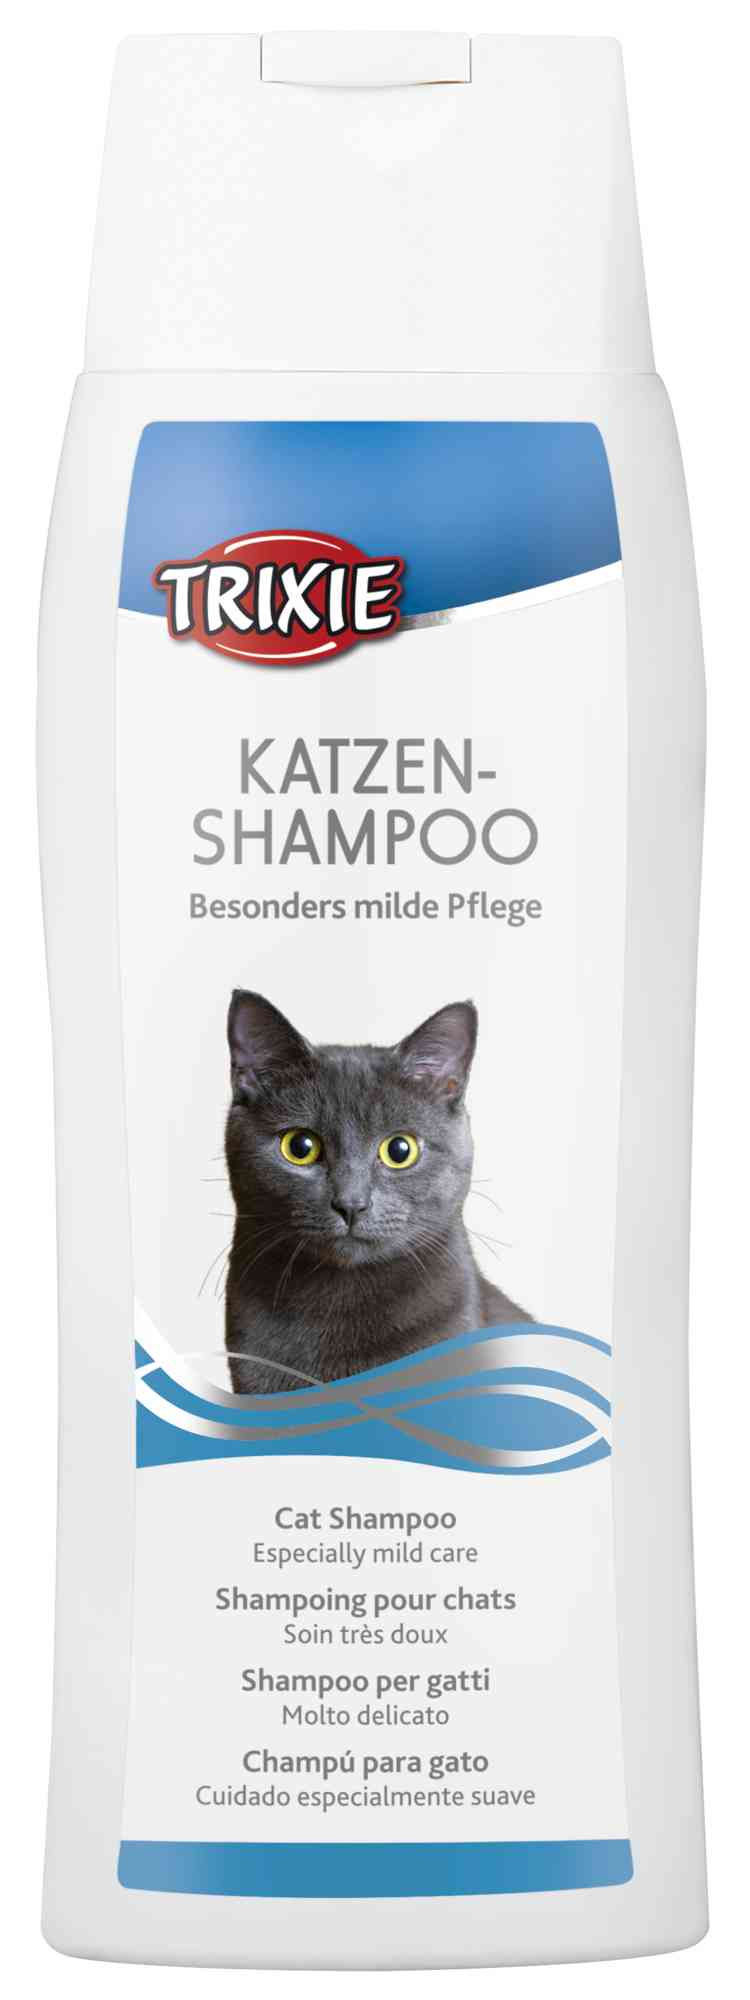 TRIXIE
KATZEN-
SHAMPOO
Besonders milde Pflege
Cat Shampoo
Especially mild care
Shampoing pour chats
Soin très doux
Shampoo per gatti
Molto delicato
Champú para gato
Cuidado especialmente suave